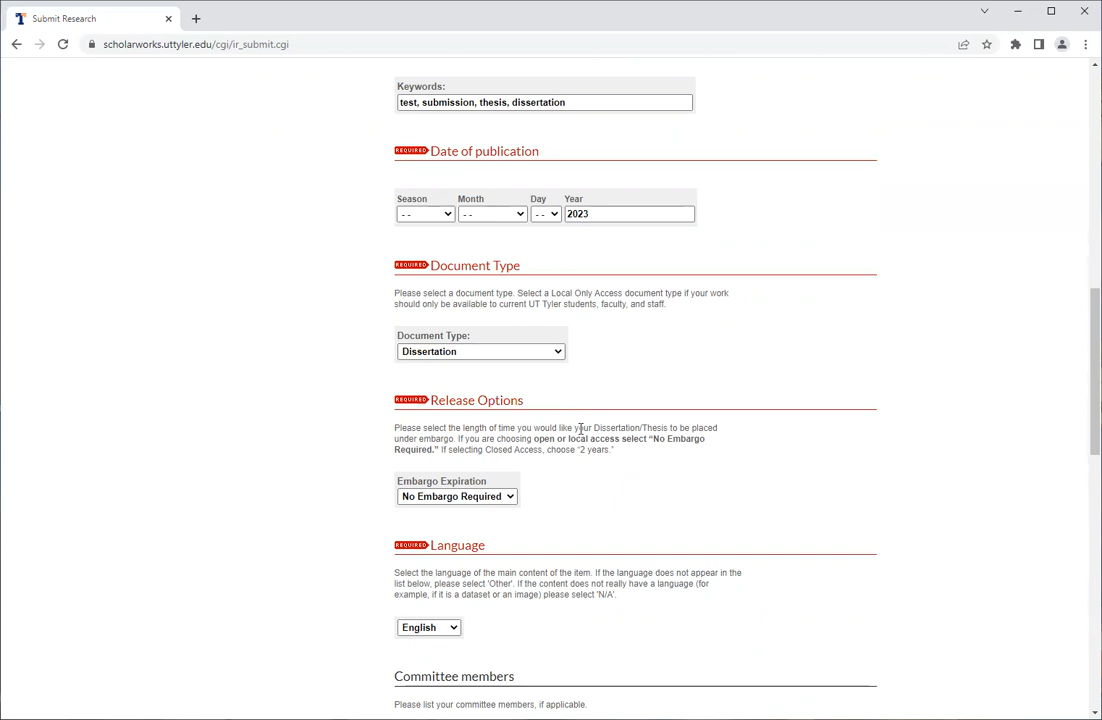 Submit Research
scholarworks.uttyler.edu/cgi/ir_submit.cgi
Keywords:
test, submission, thesis, dissertation
REQUIRED Date of publication
Season Month Day Year
- - - - - - 2023
REQUIRED Document Type
Please select a document type. Select a Local Only Access document type if your work
should only be available to current UT Tyler students, faculty, and staff.
Document Type:
Dissertation
REQUIRED Release Options
Please select the length of time you would like your Dissertation/Thesis to be placed
under embargo. If you are choosing open or local access select “No Embargo
Required.” If selecting Closed Access, choose “2 years.”
Embargo Expiration
No Embargo Required
REQUIRED Language
Select the language of the main content of the item. If the language does not appear in the
list below, please select 'Other'. If the content does not really have a language (for
example, if it is a dataset or an image) please select 'N/A'.
English
Committee members
Please list your committee members, if applicable.